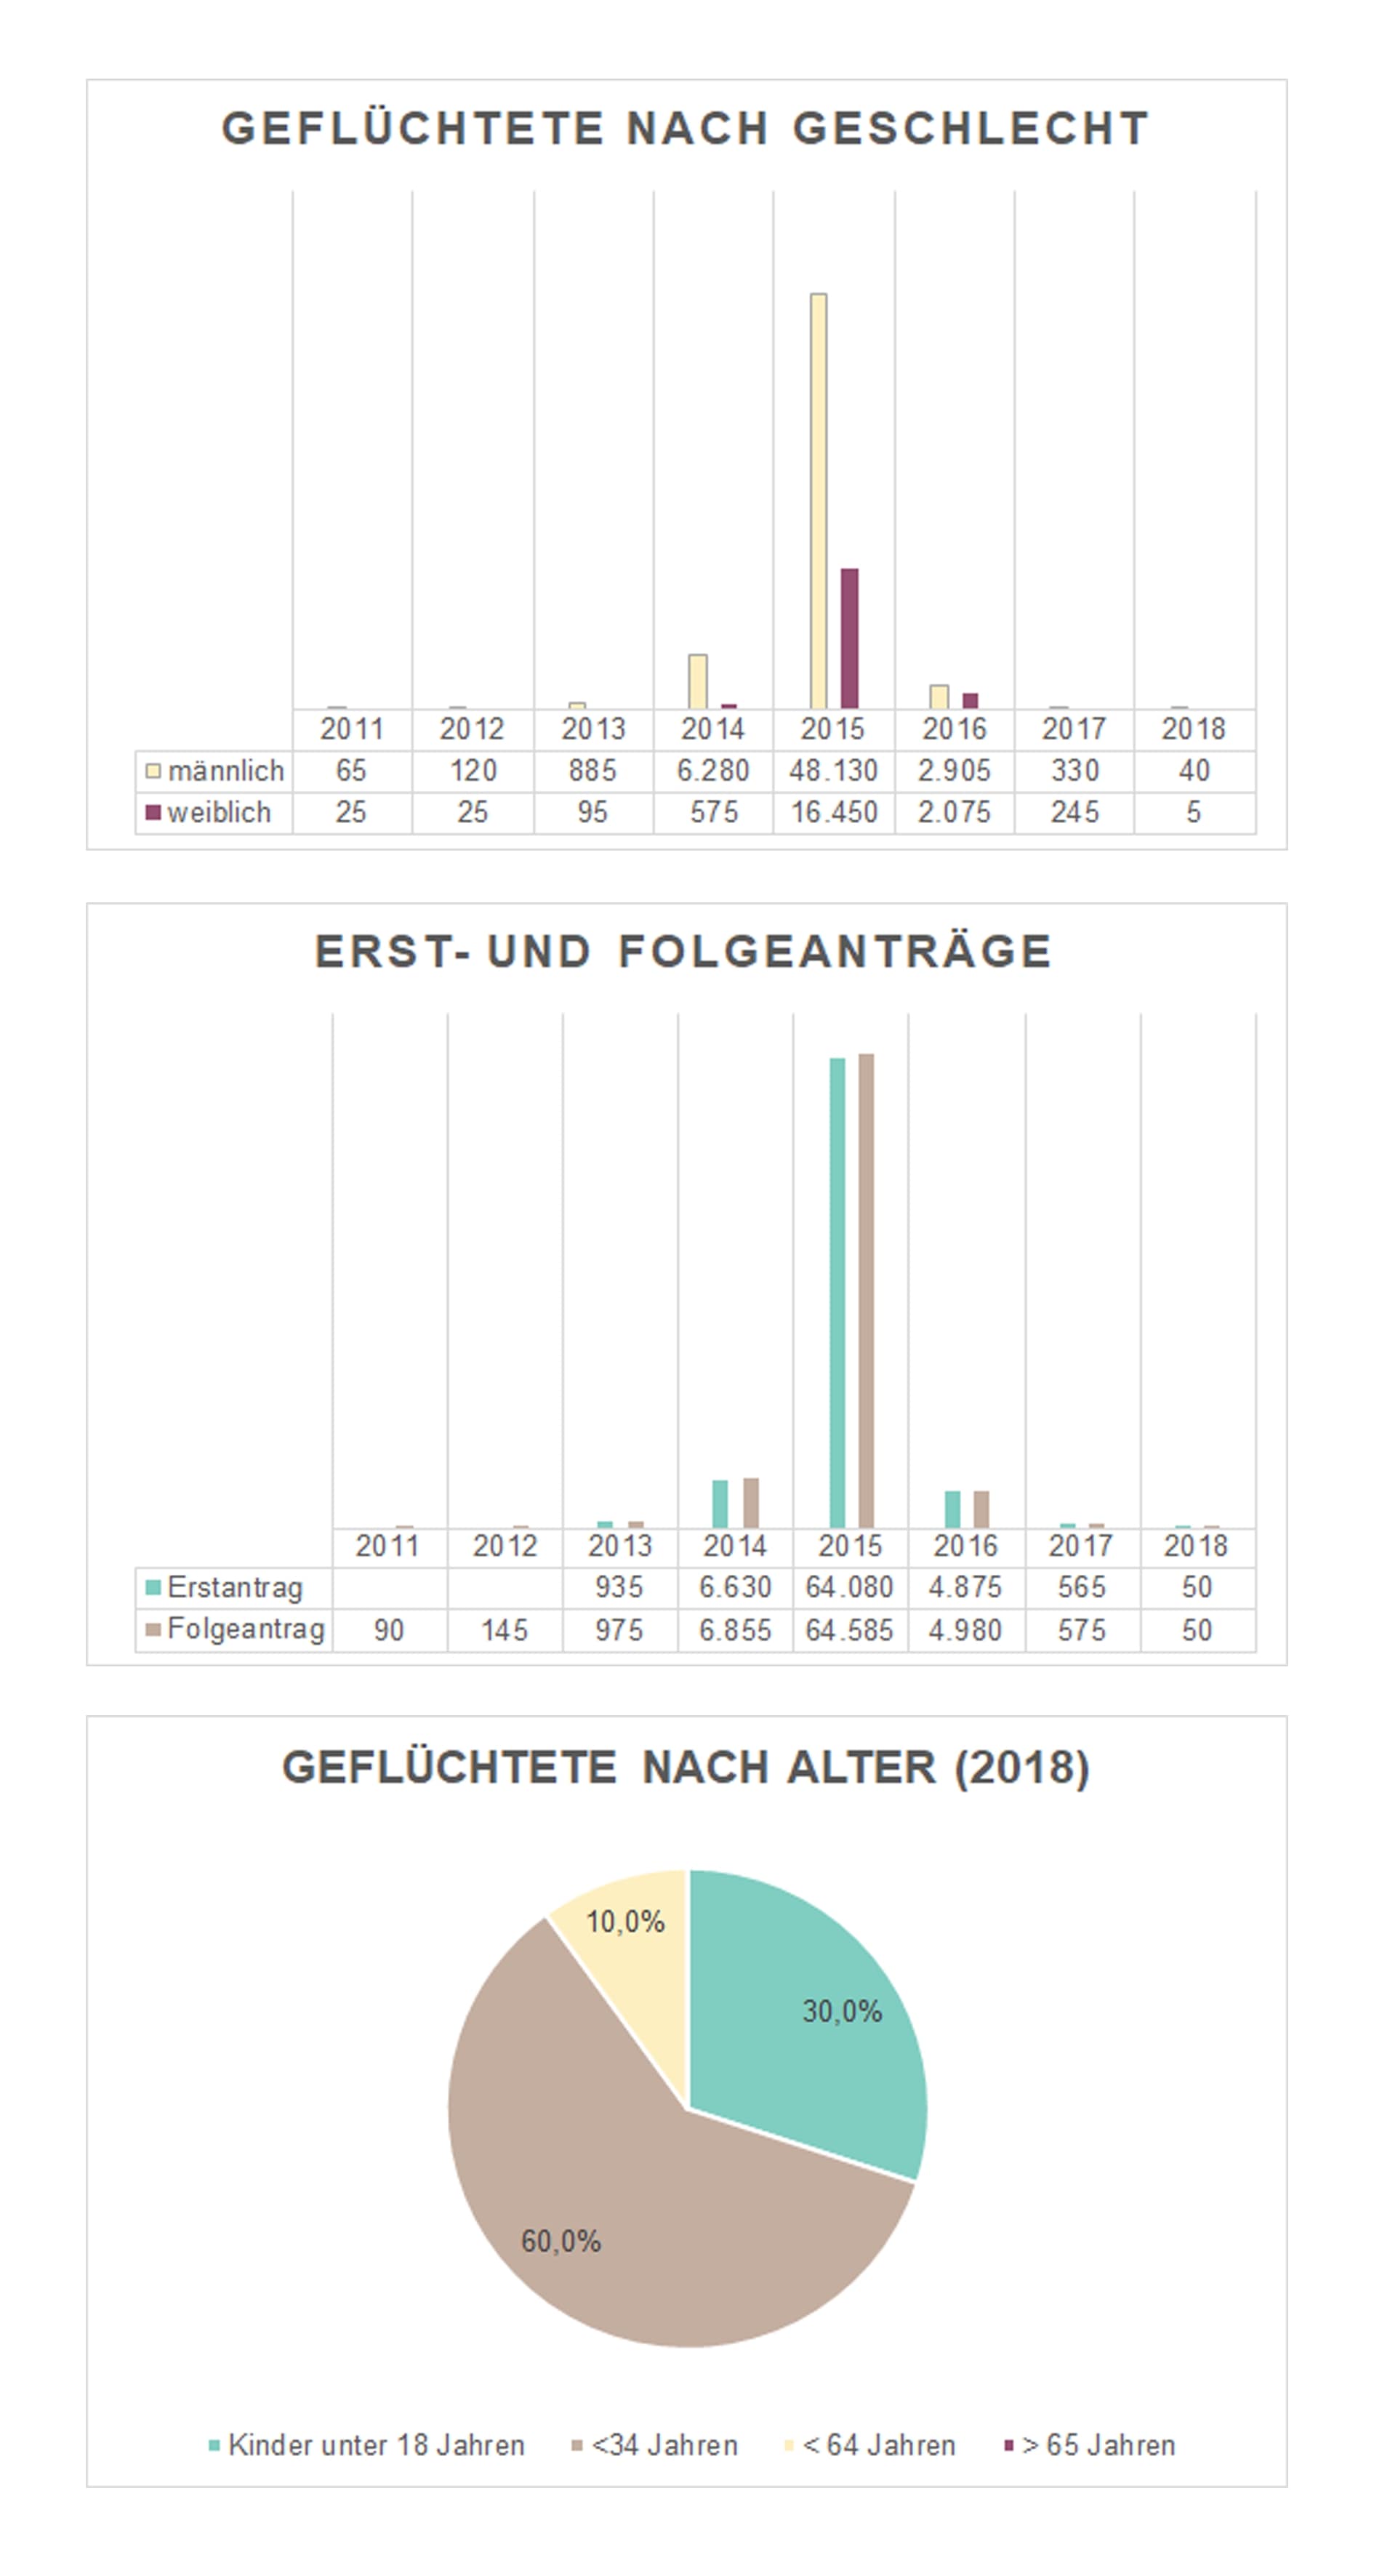 GEFLÜCHTETE NACH GESCHLECHT
2011 2012 2013 2014 2015 2016 2017 2018
männlich 65 120 885 6.280 48.130 2.905 330 40
weiblich 25 25 95 575 16.450 2.075 245 5
ERST- UND FOLGEANTRÄGE
2011 2012 2013 2014 2015 2016 2017 2018
Erstantrag 935 6.630 64.080 4.875 565 50
Folgeantrag 90 145 975 6.855 64.585 4.980 575 50
GEFLÜCHTETE NACH ALTER (2018)
10,0%
30,0%
60,0%
Kinder unter 18 Jahren <34 Jahren < 64 Jahren > 65 Jahren